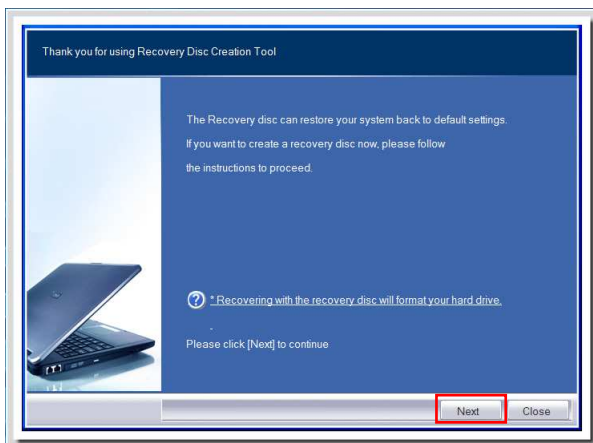 Thank you for using Recovery Disc Creation Tool
The Recovery disc can restore your system back to default settings.
If you want to create a recovery disc now, please follow
the instructions to proceed.
? * Recovering with the recovery disc will format your hard drive.
.
Please click [Next] to continue
Next Close